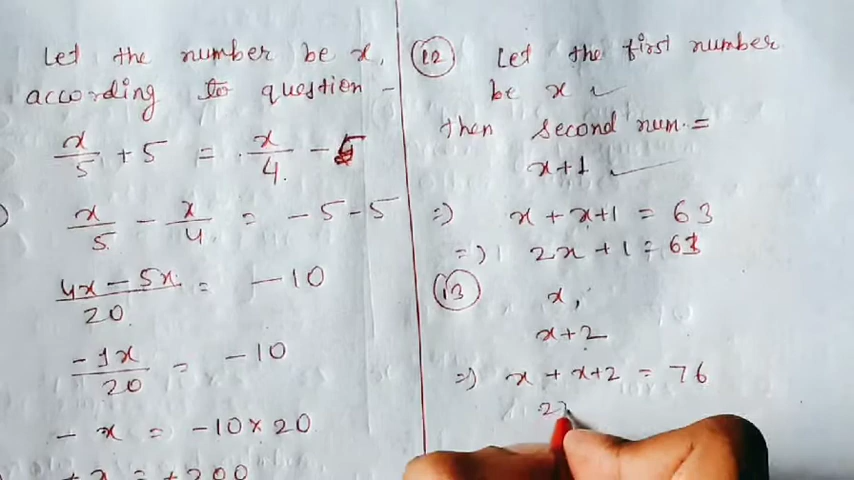 Let the number be x,
according to question -
x/5 + 5 = x/4 - 5
x/5 - x/4 = -5-5
4x - 5x / 20 = -10
-1x / 20 = -10
- x = -10 × 20
+ x = +200
(12) Let the first number
be x
then second num. =
x+1
=> x + x+1 = 63
=> 2x + 1 = 63
(13) x,
x+2
=> x + x+2 = 76